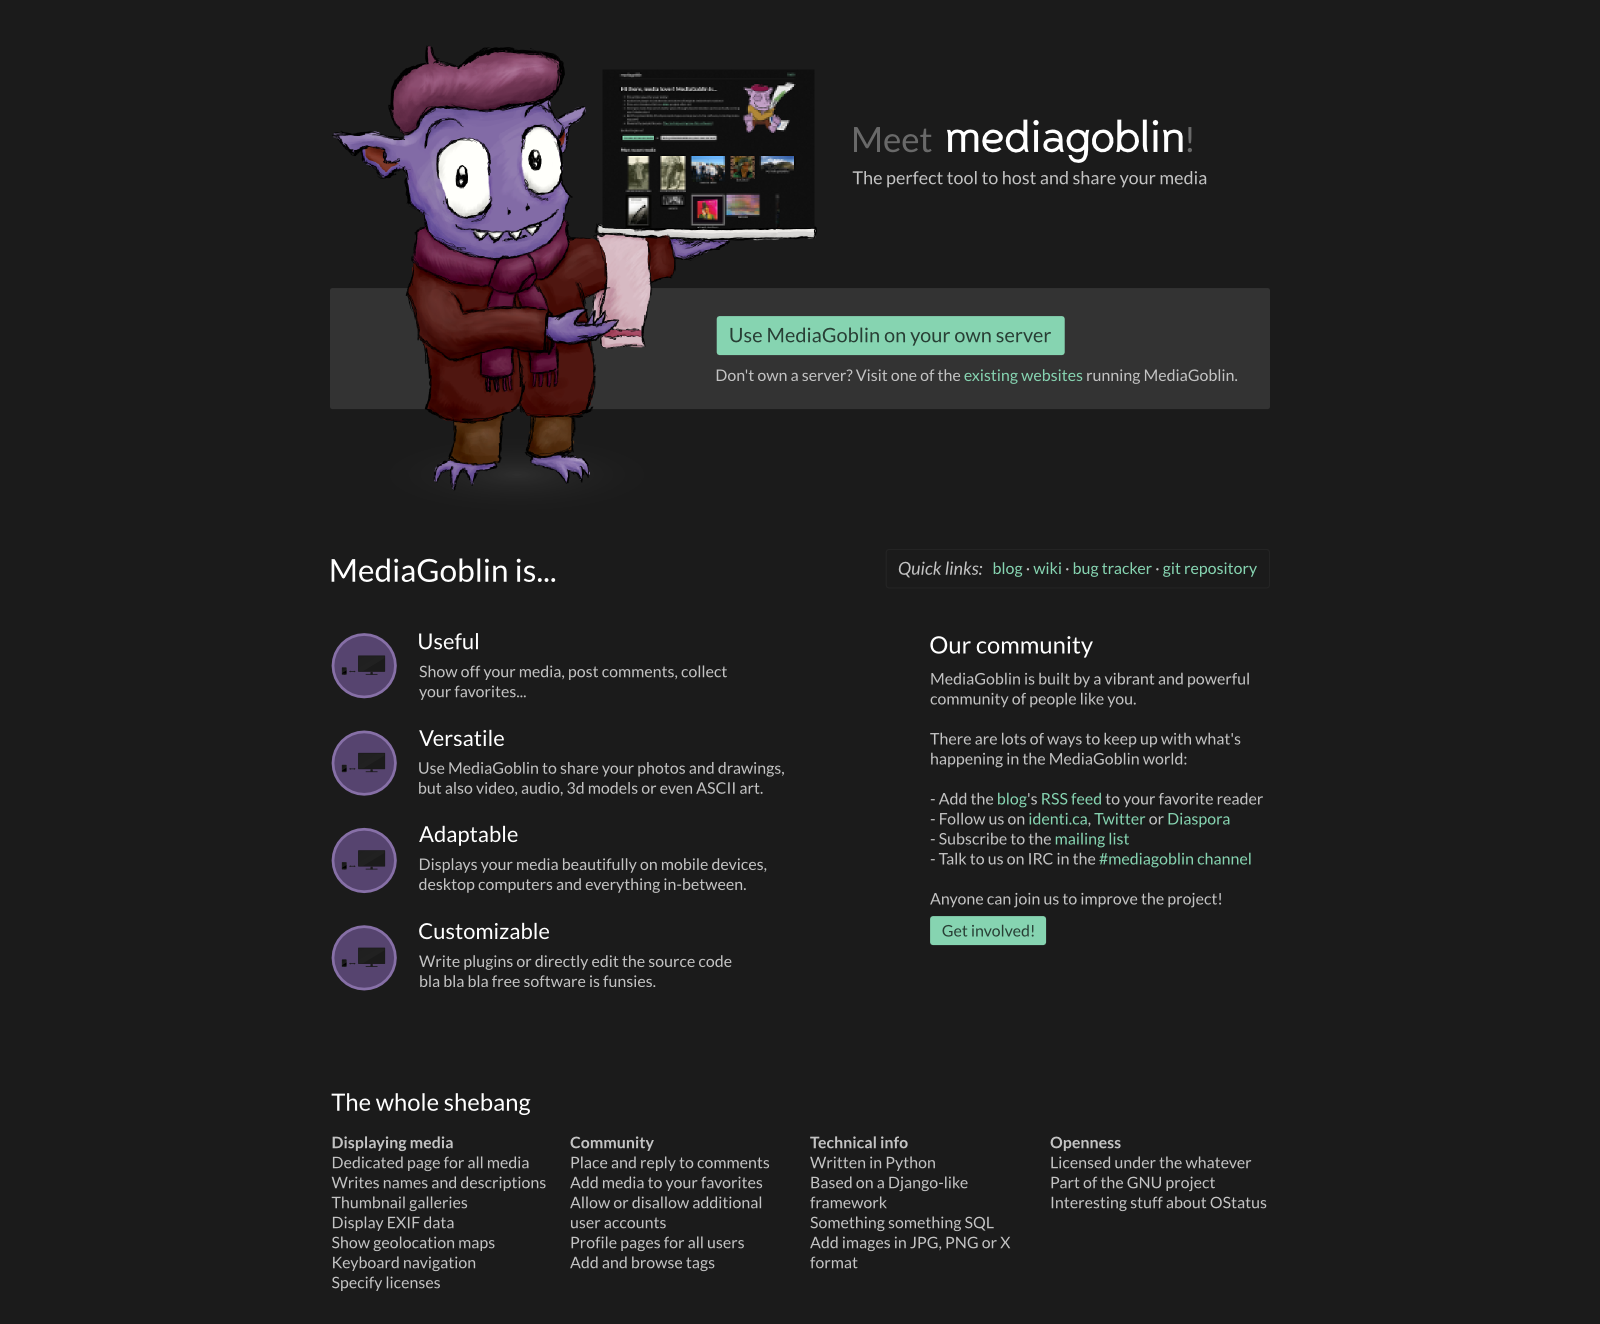 mediagoblin
Hi there, media lover! MediaGoblin is...
Meet mediagoblin!
The perfect tool to host and share your media
Use MediaGoblin on your own server
Don't own a server? Visit one of the existing websites running MediaGoblin.
MediaGoblin is...
Quick links: blog · wiki · bug tracker · git repository
Useful
Show off your media, post comments, collect
your favorites...
Versatile
Use MediaGoblin to share your photos and drawings,
but also video, audio, 3d models or even ASCII art.
Adaptable
Displays your media beautifully on mobile devices,
desktop computers and everything in-between.
Customizable
Write plugins or directly edit the source code
bla bla bla free software is funsies.
Our community
MediaGoblin is built by a vibrant and powerful
community of people like you.
There are lots of ways to keep up with what's
happening in the MediaGoblin world:
- Add the blog's RSS feed to your favorite reader
- Follow us on identi.ca, Twitter or Diaspora
- Subscribe to the mailing list
- Talk to us on IRC in the #mediagoblin channel
Anyone can join us to improve the project!
Get involved!
The whole shebang
Displaying media
Dedicated page for all media
Writes names and descriptions
Thumbnail galleries
Display EXIF data
Show geolocation maps
Keyboard navigation
Specify licenses
Community
Place and reply to comments
Add media to your favorites
Allow or disallow additional
user accounts
Profile pages for all users
Add and browse tags
Technical info
Written in Python
Based on a Django-like
framework
Something something SQL
Add images in JPG, PNG or X
format
Openness
Licensed under the whatever
Part of the GNU project
Interesting stuff about OStatus